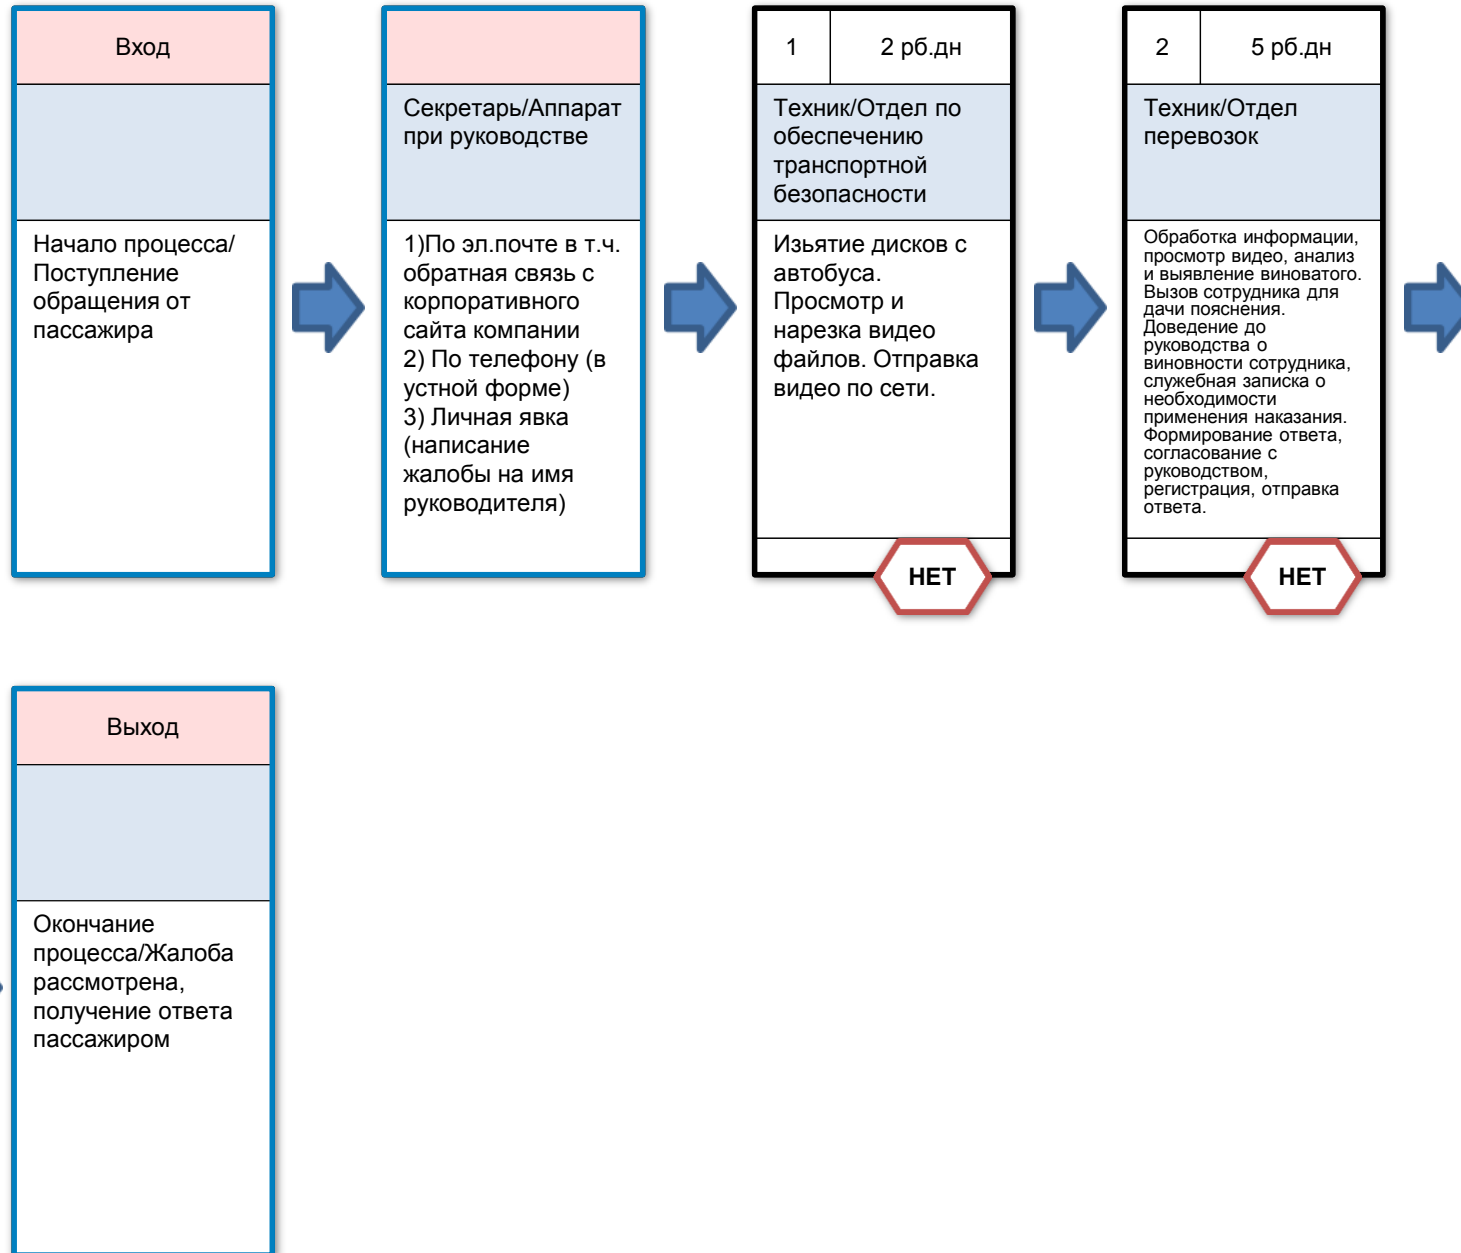 Вход
Начало процесса/
Поступление
обращения от
пассажира
Секретарь/Аппарат
при руководстве
1)По эл.почте в т.ч.
обратная связь с
корпоративного
сайта компании
2) По телефону (в
устной форме)
3) Личная явка
(написание
жалобы на имя
руководителя)
1
2 рб.дн
Техник/Отдел по
обеспечению
транспортной
безопасности
Изьятие дисков с
автобуса.
Просмотр и
нарезка видео
файлов. Отправка
видео по сети.
НЕТ
2
5 рб.дн
Техник/Отдел
перевозок
Обработка информации,
просмотр видео, анализ
и выявление виноватого.
Вызов сотрудника для
дачи пояснения.
Доведение до
руководства о
виновности сотрудника,
служебная записка о
необходимости
применения наказания.
Формирование ответа,
согласование с
руководством,
регистрация, отправка
ответа.
НЕТ
Выход
Окончание
процесса/Жалоба
рассмотрена,
получение ответа
пассажиром